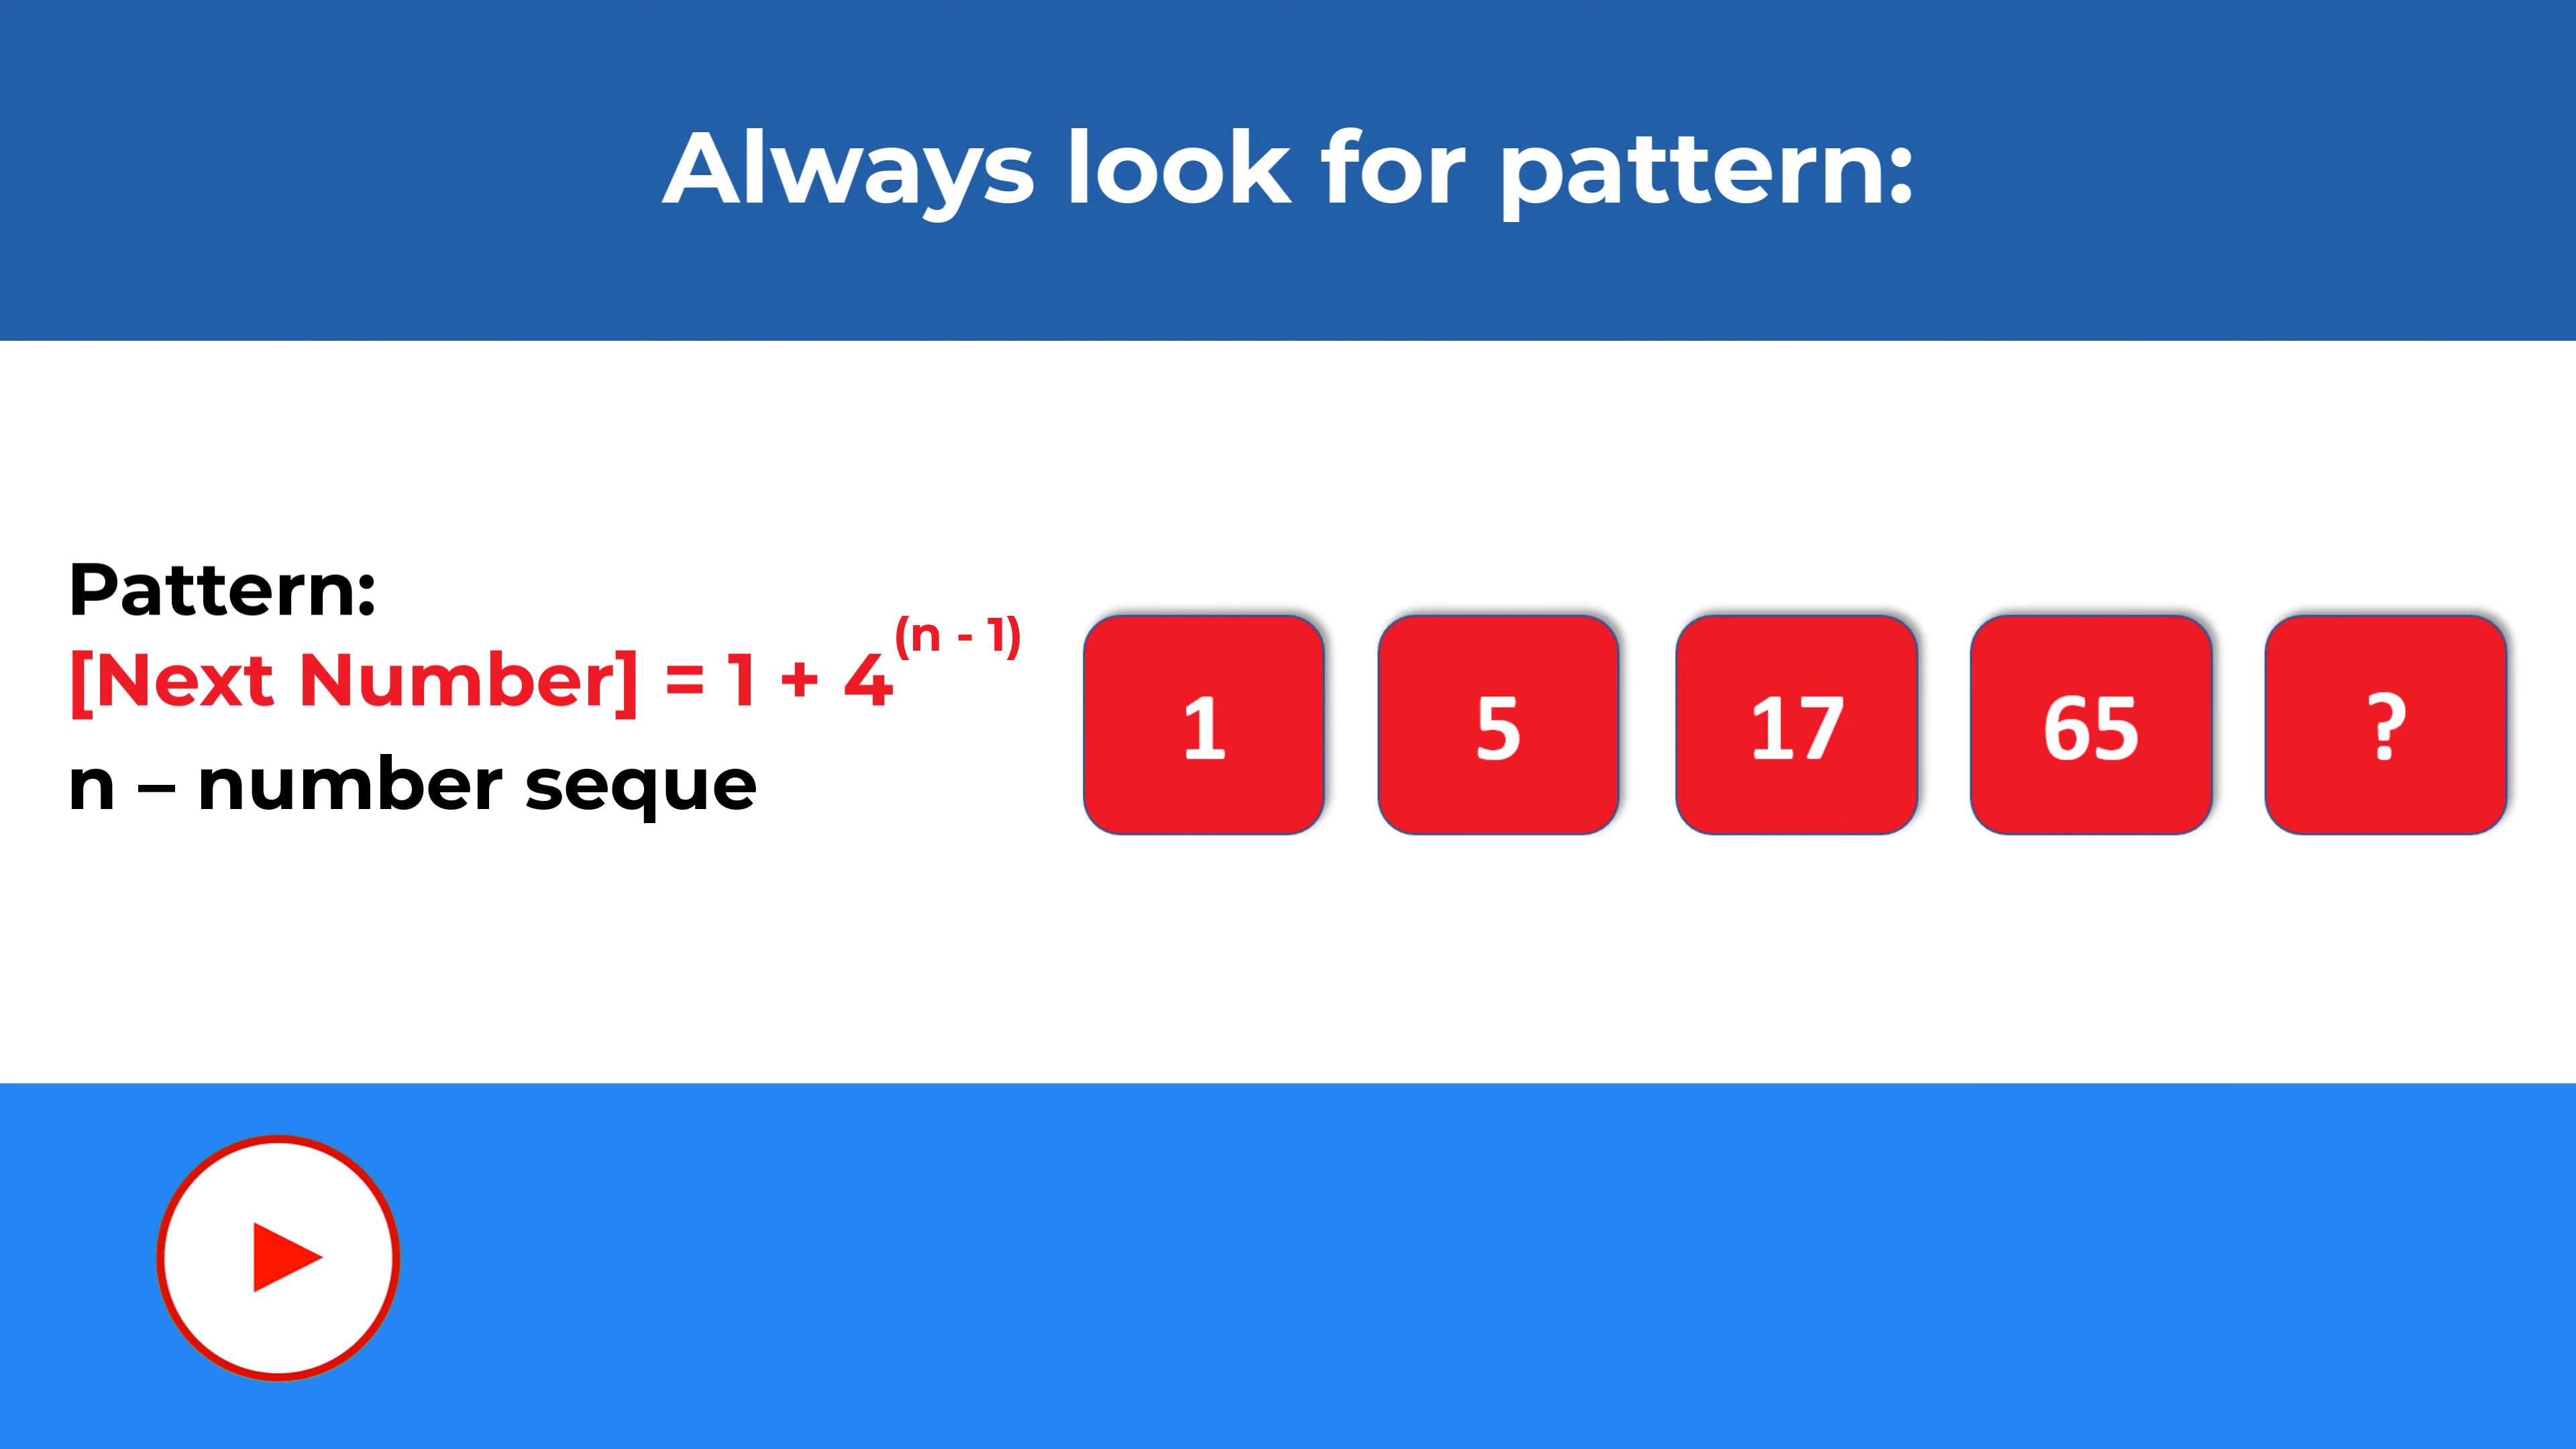 Always look for pattern:
Pattern:
[Next Number] = 1 + 4^(n - 1)
n – number seque
1 5 17 65 ?